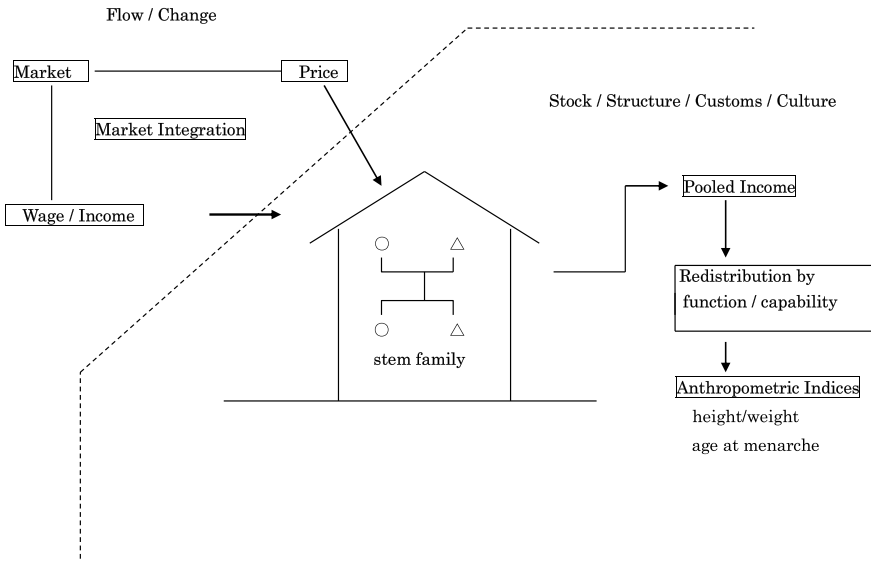 Flow / Change
Market
Price
Stock / Structure / Customs / Culture
Market Integration
Pooled Income
Wage / Income
Redistribution by
function / capability
stem family
Anthropometric Indices
height/weight
age at menarche